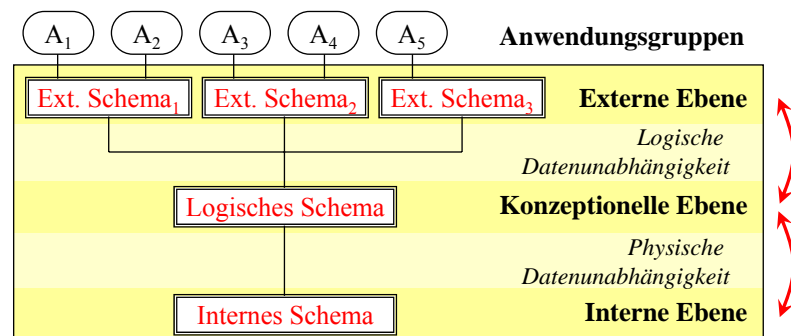 A₁ A₂ A₃ A₄ A₅ Anwendungsgruppen
Ext. Schema₁ Ext. Schema₂ Ext. Schema₃ Externe Ebene
Logische
Datenunabhängigkeit
Logisches Schema Konzeptionelle Ebene
Physische
Datenunabhängigkeit
Internes Schema Interne Ebene